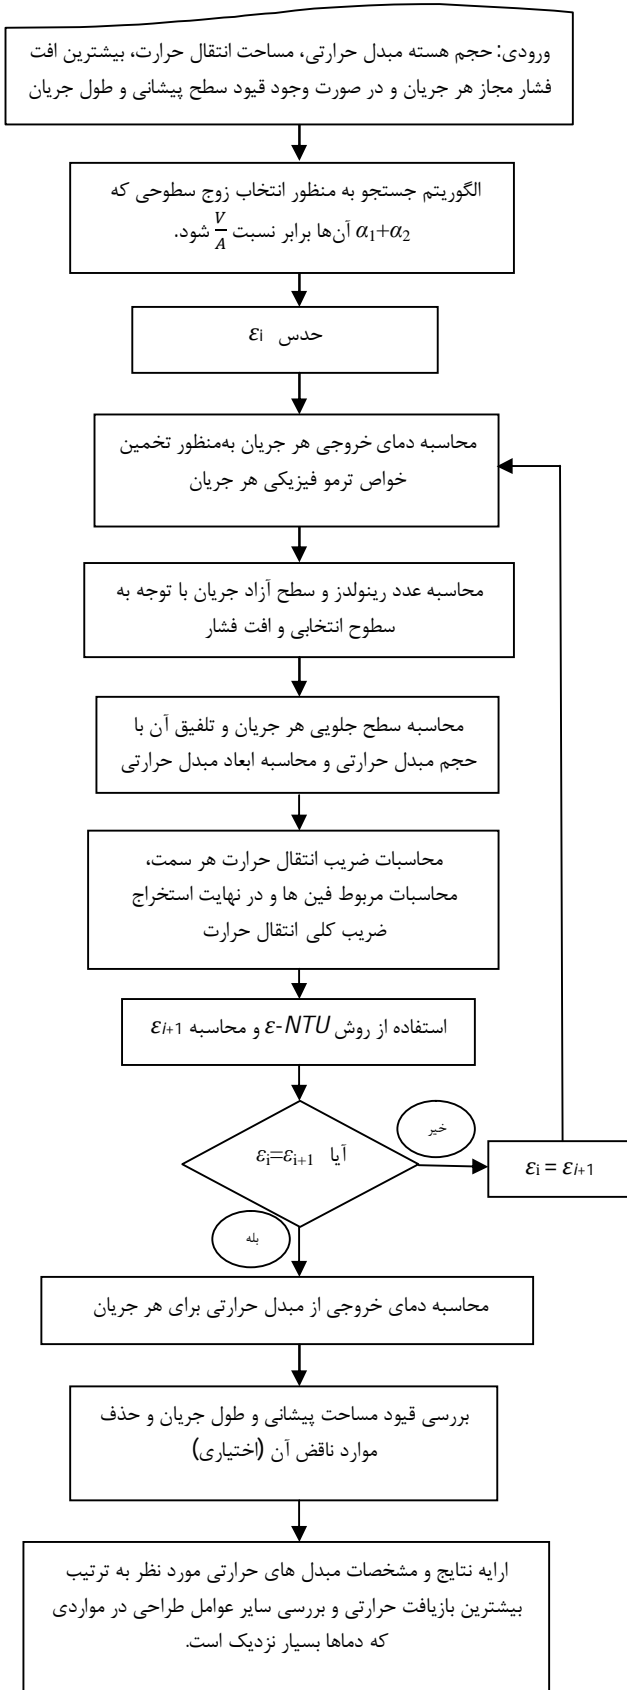 ورودی: حجم هسته مبدل حرارتی، مساحت انتقال حرارت، بیشترین افت
فشار مجاز هر جریان و در صورت وجود قیود سطح پیشانی و طول جریان
الگوریتم جستجو به منظور انتخاب زوج سطوحی که
α1+α2 آن‌ها برابر نسبت V/A شود.
حدس εi
محاسبه دمای خروجی هر جریان به‌منظور تخمین
خواص ترمو فیزیکی هر جریان
محاسبه عدد رینولدز و سطح آزاد جریان با توجه به
سطوح انتخابی و افت فشار
محاسبه سطح جلویی هر جریان و تلفیق آن با
حجم مبدل حرارتی و محاسبه ابعاد مبدل حرارتی
محاسبات ضریب انتقال حرارت هر سمت،
محاسبات مربوط فین ها و در نهایت استخراج
ضریب کلی انتقال حرارت
استفاده از روش ε-NTU و محاسبه εi+1
آیا εi=εi+1
خیر
εi = εi+1
بله
محاسبه دمای خروجی از مبدل حرارتی برای هر جریان
بررسی قیود مساحت پیشانی و طول جریان و حذف
موارد ناقض آن (اختیاری)
ارایه نتایج و مشخصات مبدل های حرارتی مورد نظر به ترتیب
بیشترین بازیافت حرارتی و بررسی سایر عوامل طراحی در مواردی
که دماها بسیار نزدیک است.